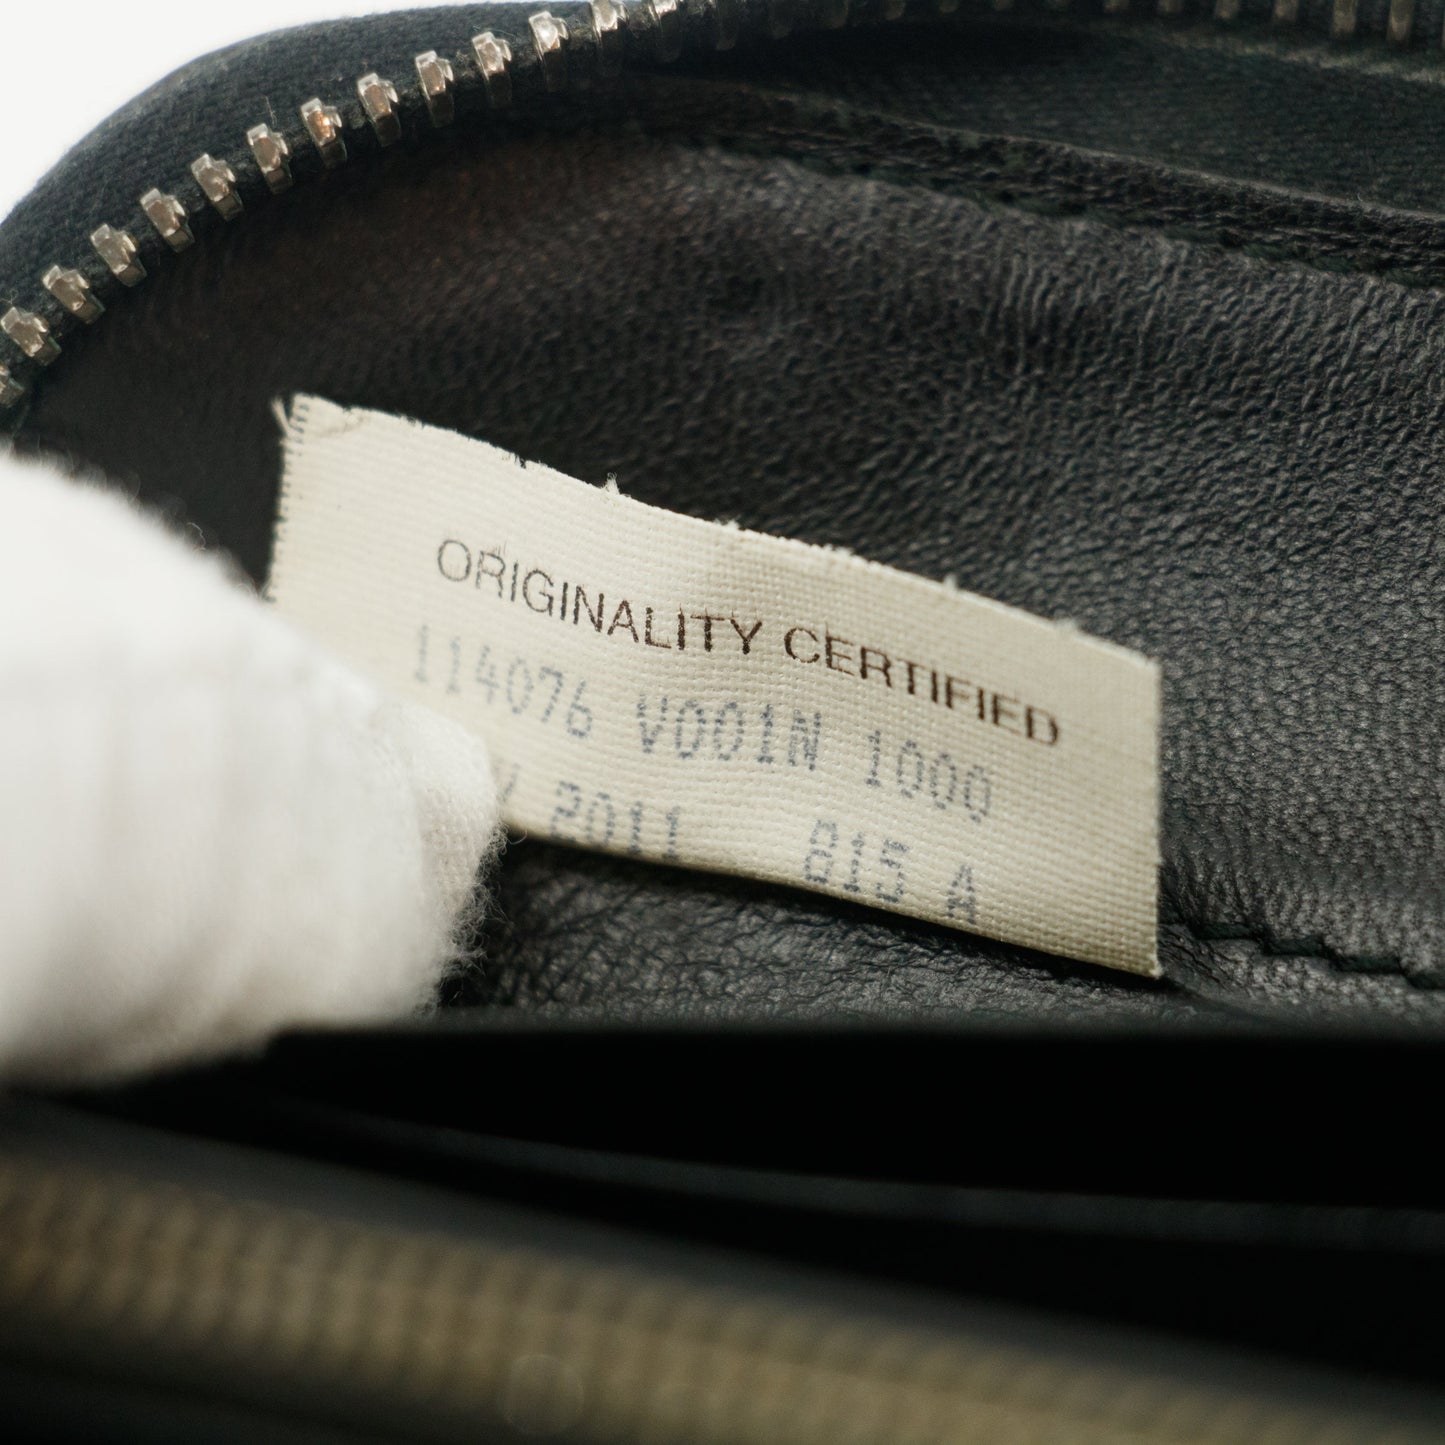 ORIGINALITY CERTIFIED
114076 V001N 1000
2011 815 A